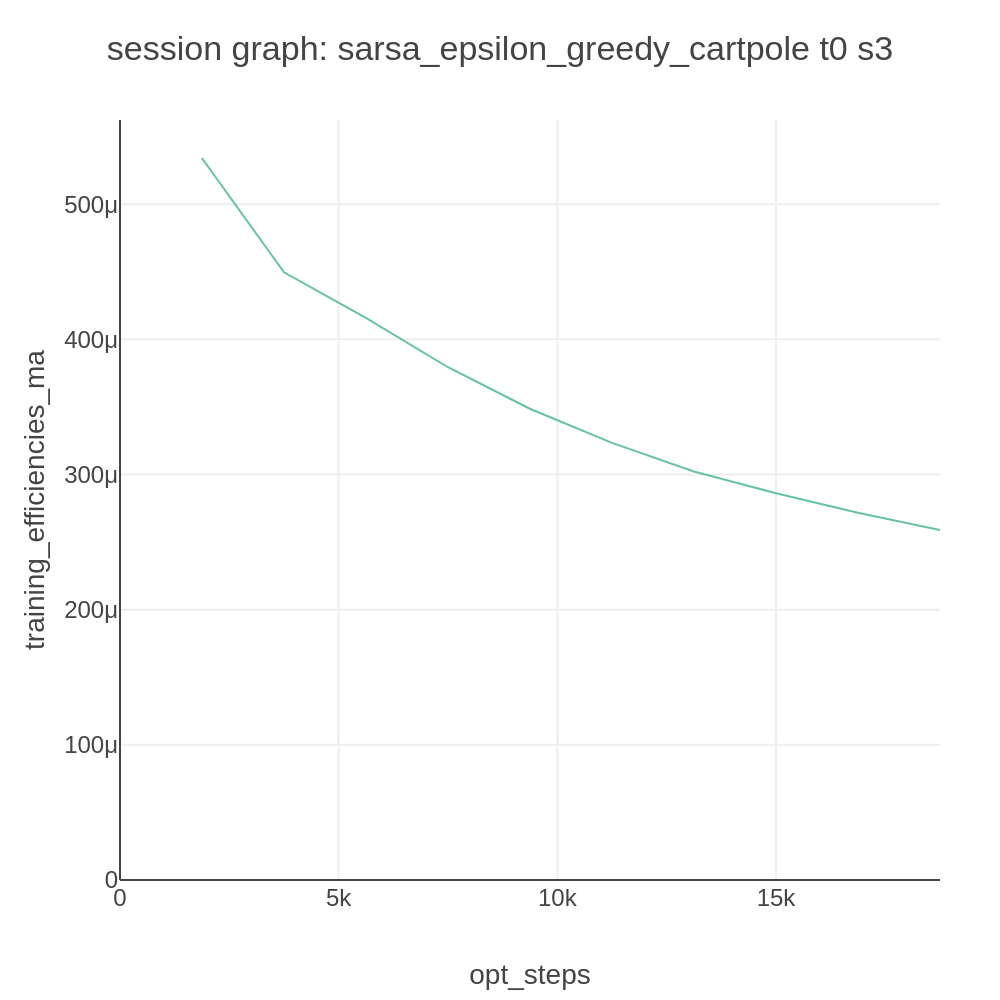 session graph: sarsa_epsilon_greedy_cartpole t0 s3
training_efficiencies_ma
500μ
400μ
300μ
200μ
100μ
0
0 5k 10k 15k
opt_steps